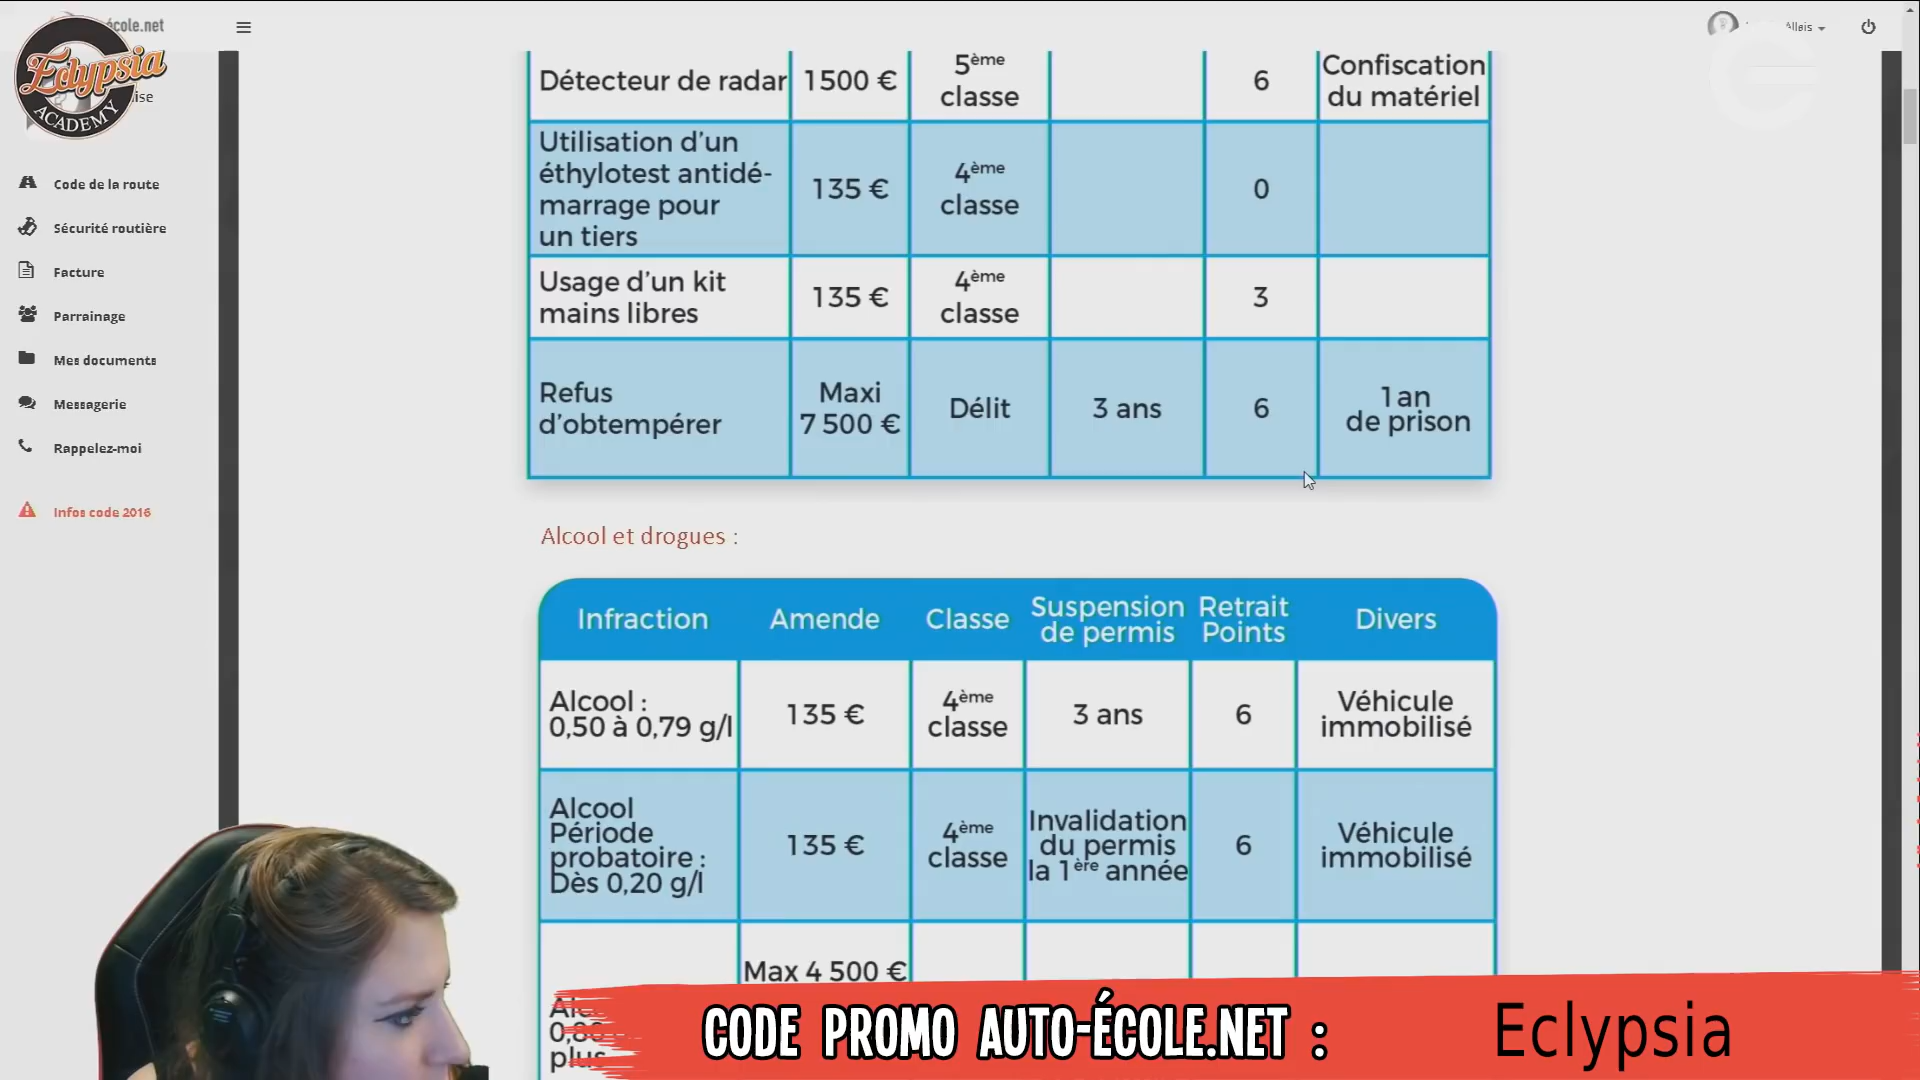 école.net
Eclypsia
ACADEMY
Allais
Code de la route
Sécurité routière
Facture
Parrainage
Mes documents
Messagerie
Rappelez-moi
Infos code 2016
Détecteur de radar 1500 € 5ème classe 6 Confiscation du matériel
Utilisation d’un
éthylotest antidé-
marrage pour
un tiers
135 € 4ème classe 0
Usage d’un kit
mains libres
135 € 4ème classe 3
Refus
d’obtempérer
Maxi
7 500 €
Délit 3 ans 6
1 an
de prison
Alcool et drogues :
Infraction Amende Classe Suspension de permis Retrait Points Divers
Alcool :
0,50 à 0,79 g/l
135 € 4ème classe 3 ans 6
Véhicule
immobilisé
Alcool
Période
probatoire :
Dès 0,20 g/l
135 € 4ème classe
Invalidation
du permis
la 1ère année
6
Véhicule
immobilisé
Max 4 500 €
plus
CODE PROMO AUTO-ÉCOLE.NET :
Eclypsia